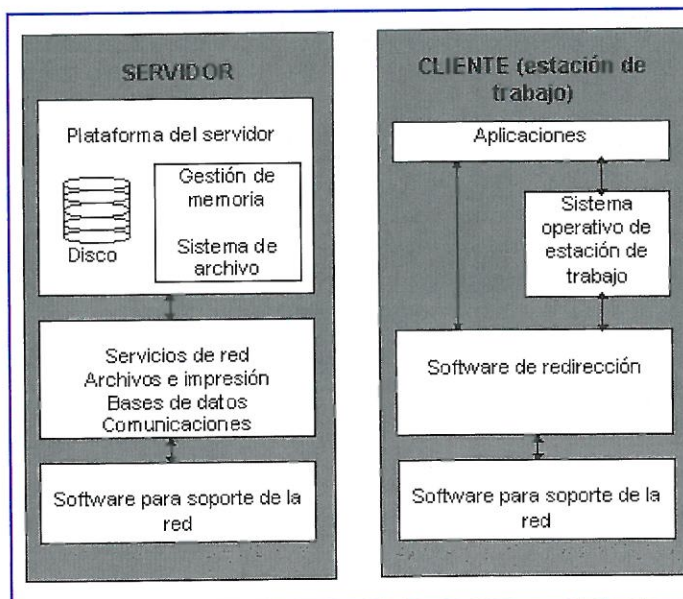 SERVIDOR
Plataforma del servidor
Disco
Gestión de
memoria
Sistema de
archivo
Servicios de red
Archivos e impresión
Bases de datos
Comunicaciones
Software para soporte de la
red
CLIENTE (estación de
trabajo)
Aplicaciones
Sistema
operativo de
estación de
trabajo
Software de redirección
Software para soporte de la
red